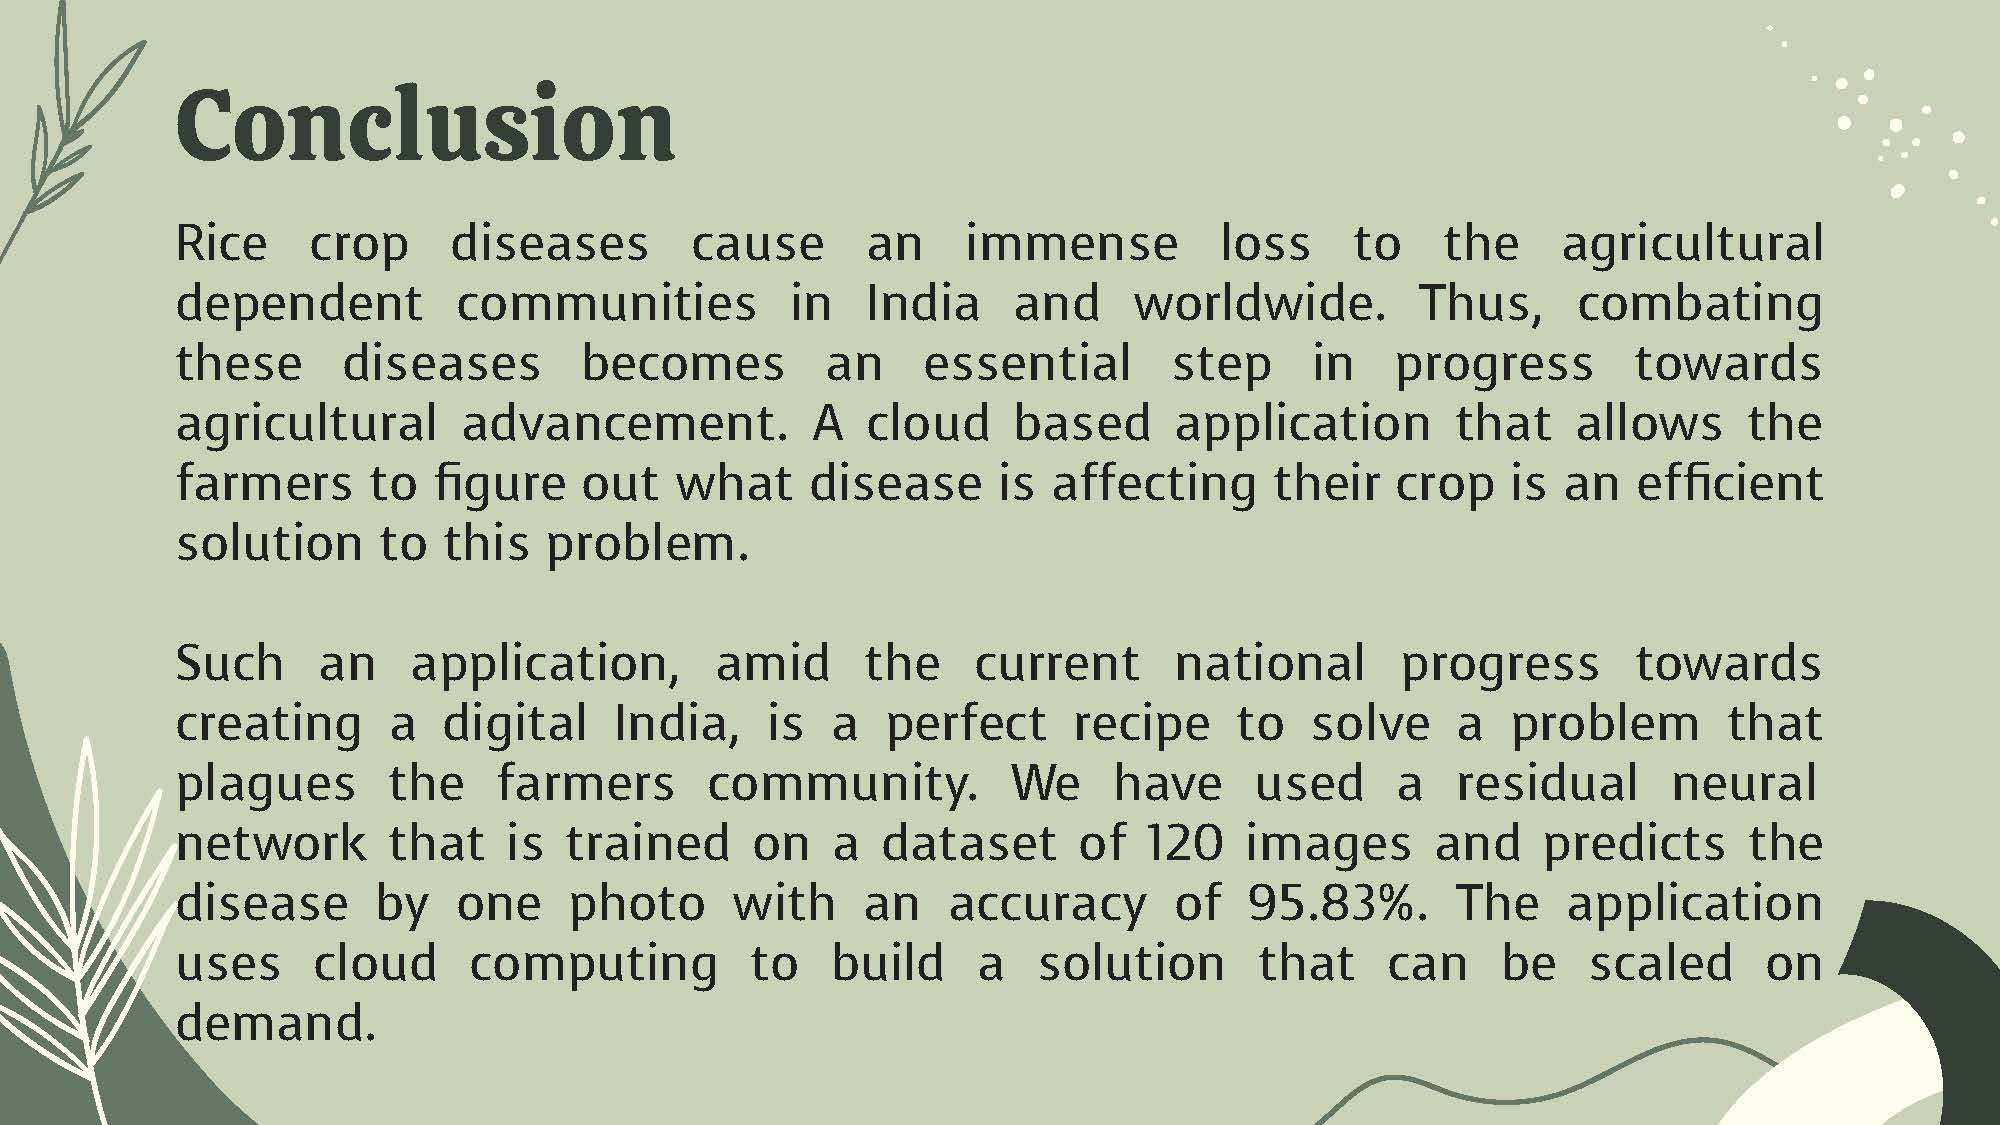 Conclusion
Rice crop diseases cause an immense loss to the agricultural
dependent communities in India and worldwide. Thus, combating
these diseases becomes an essential step in progress towards
agricultural advancement. A cloud based application that allows the
farmers to figure out what disease is affecting their crop is an efficient
solution to this problem.
Such an application, amid the current national progress towards
creating a digital India, is a perfect recipe to solve a problem that
plagues the farmers community. We have used a residual neural
network that is trained on a dataset of 120 images and predicts the
disease by one photo with an accuracy of 95.83%. The application
uses cloud computing to build a solution that can be scaled on
demand.